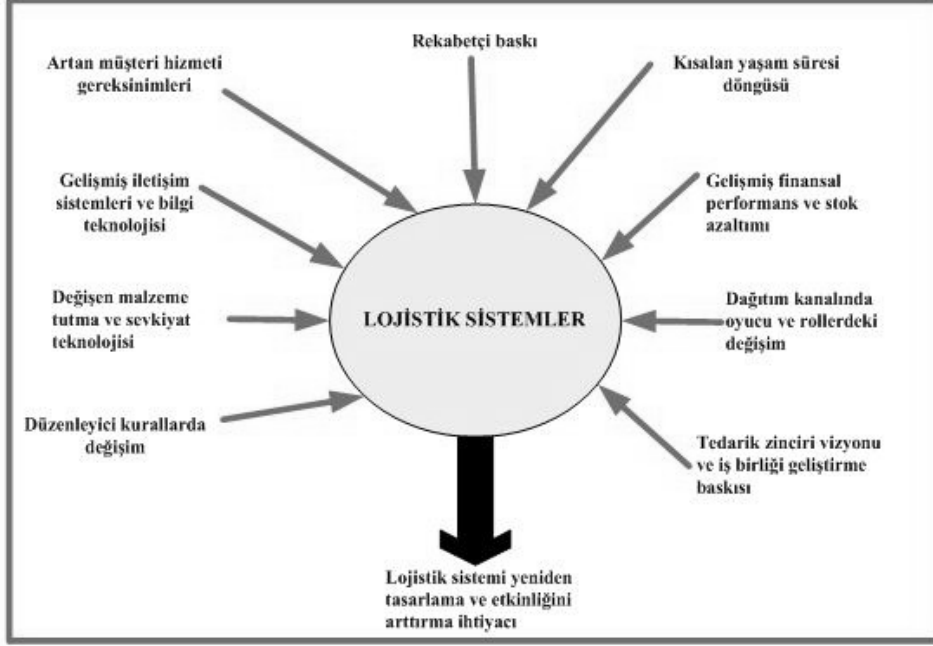 Rekabetçi baskı
Artan müşteri hizmeti
gereksinimleri
Kısalan yaşam süresi
döngüsü
Gelişmiş iletişim
sistemleri ve bilgi
teknolojisi
Gelişmiş finansal
performans ve stok
azaltımı
Değişen malzeme
tutma ve sevkiyat
teknolojisi
LOJİSTİK SİSTEMLER
Dağıtım kanalında
oyucu ve rollerdeki
değişim
Düzenleyici kurallarda
değişim
Tedarik zinciri vizyonu
ve iş birliği geliştirme
baskısı
Lojistik sistemi yeniden
tasarlama ve etkinliğini
arttırma ihtiyacı